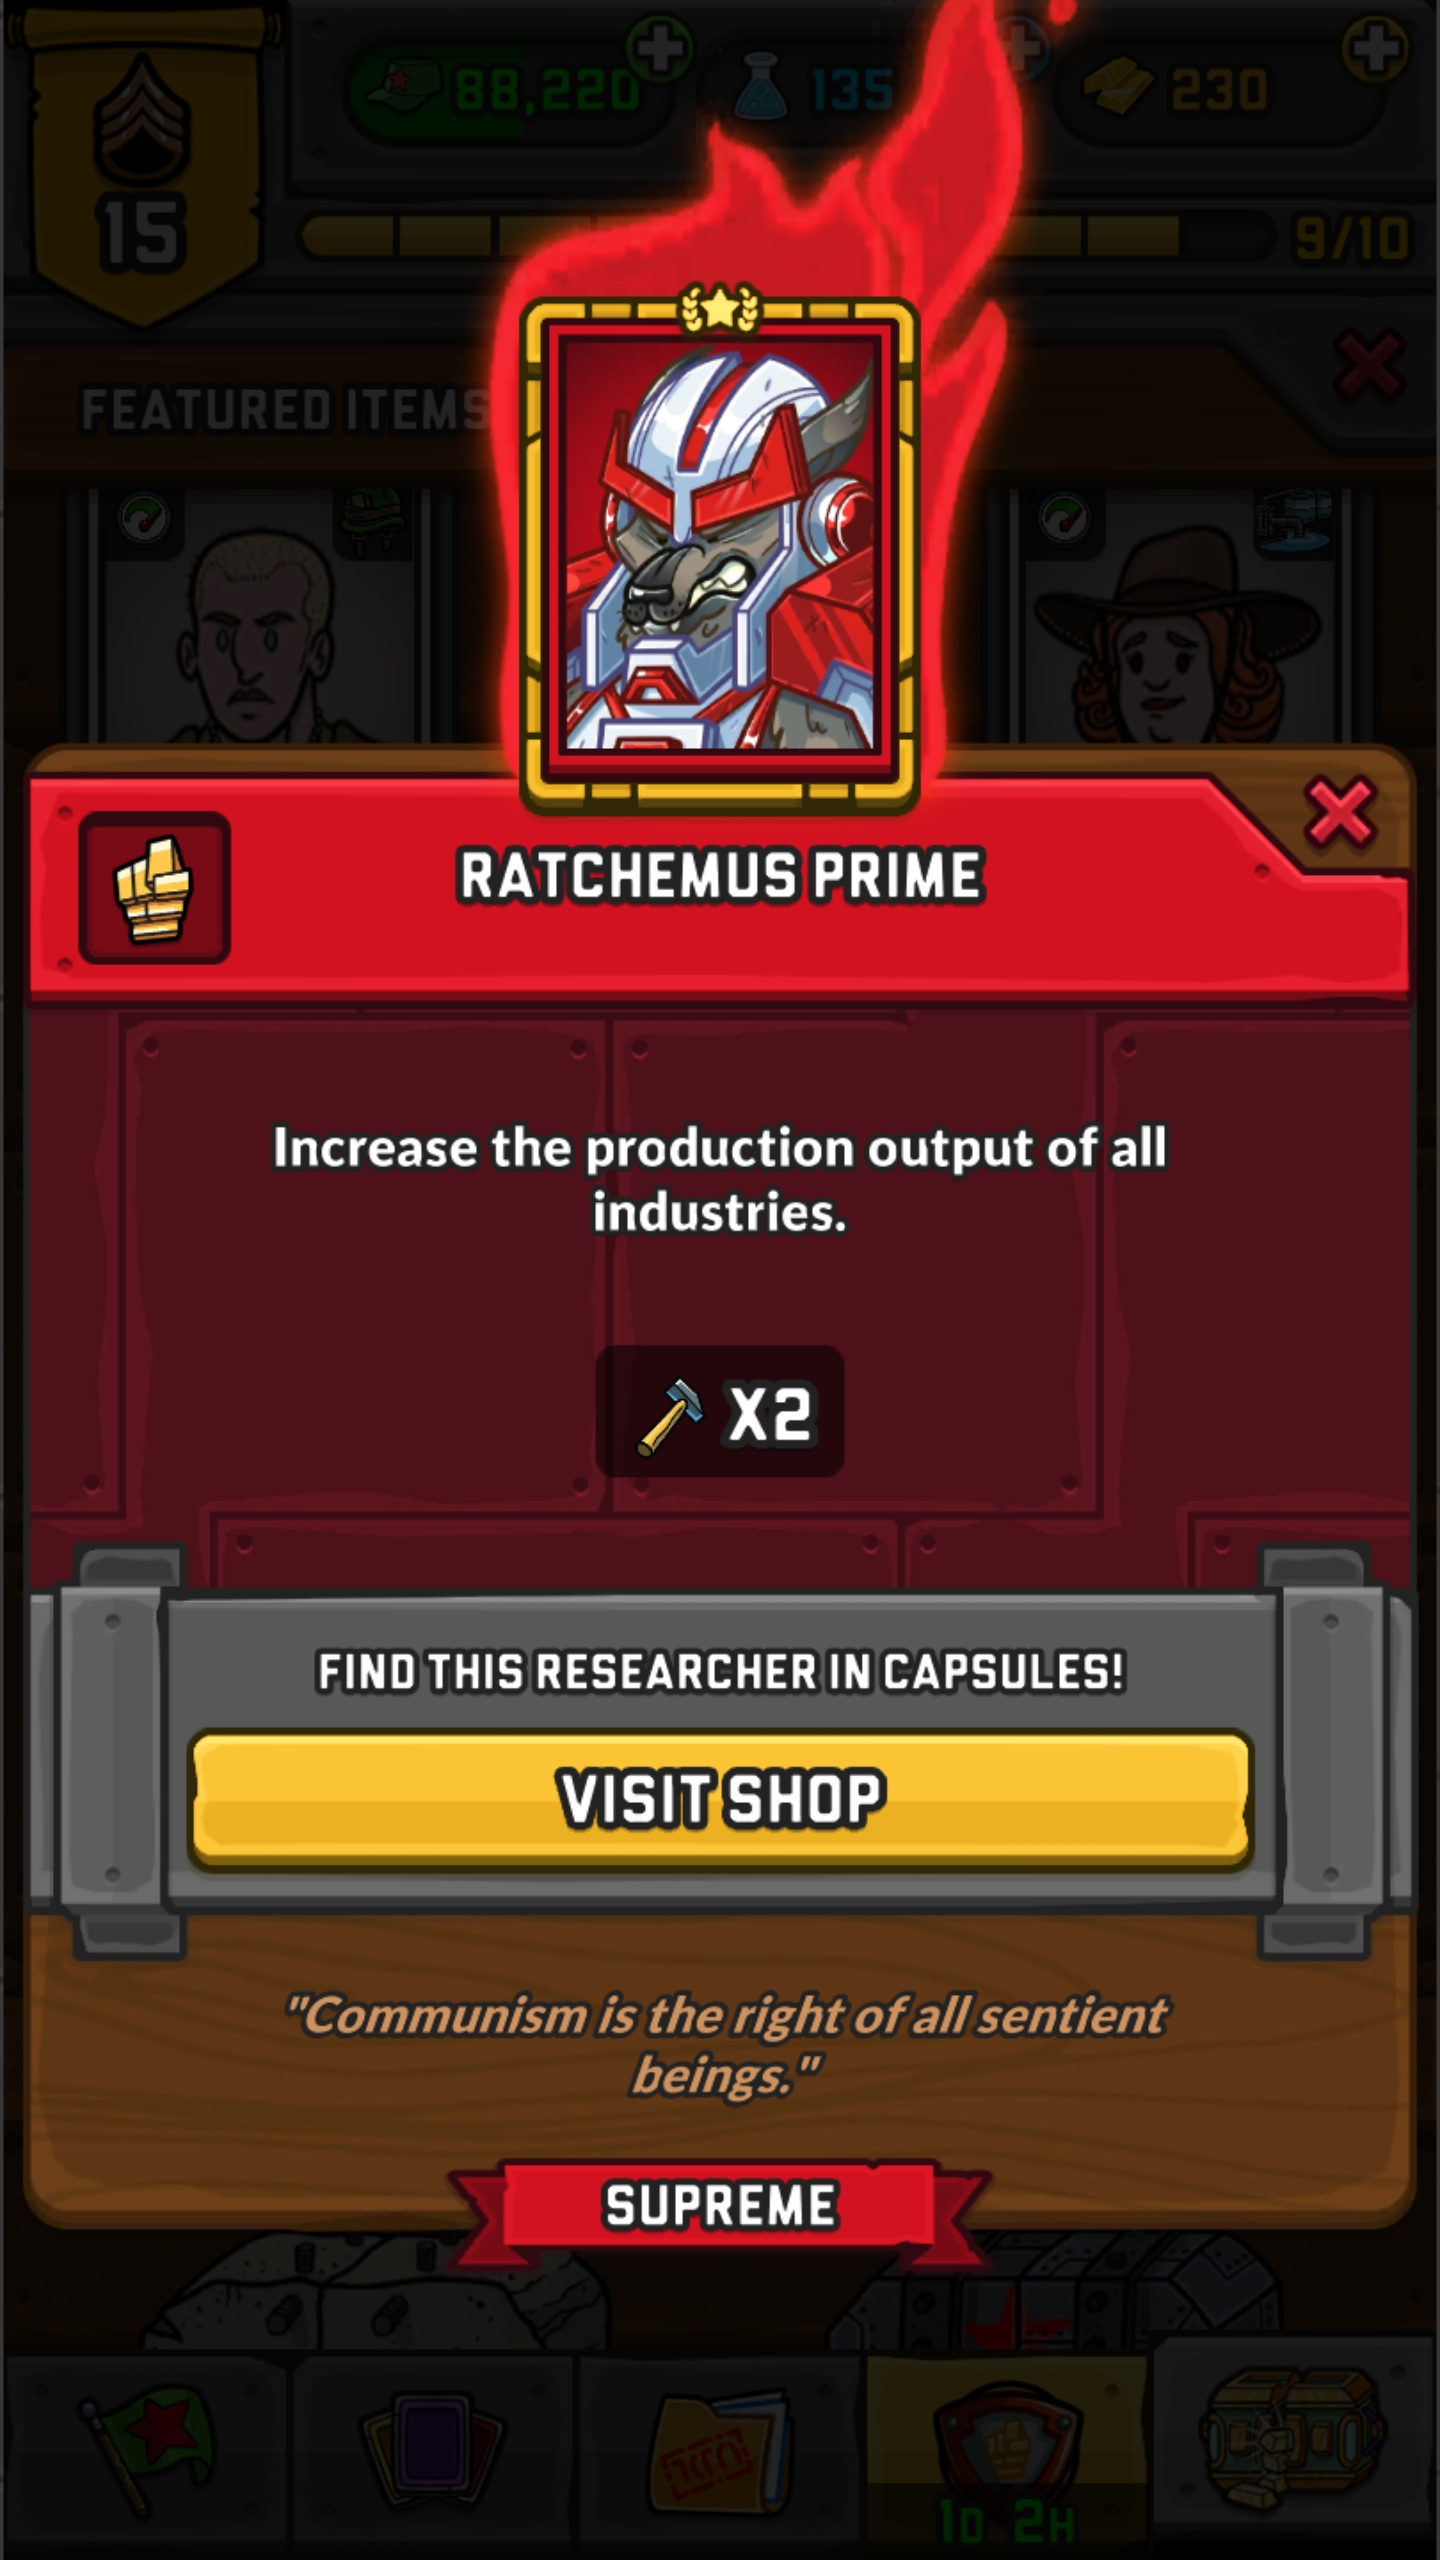 88,220
135
230
15
9/10
FEATURED ITEMS
RATCHEMUS PRIME
Increase the production output of all
industries.
X2
FIND THIS RESEARCHER IN CAPSULES!
VISIT SHOP
"Communism is the right of all sentient
beings."
SUPREME
1D 2H